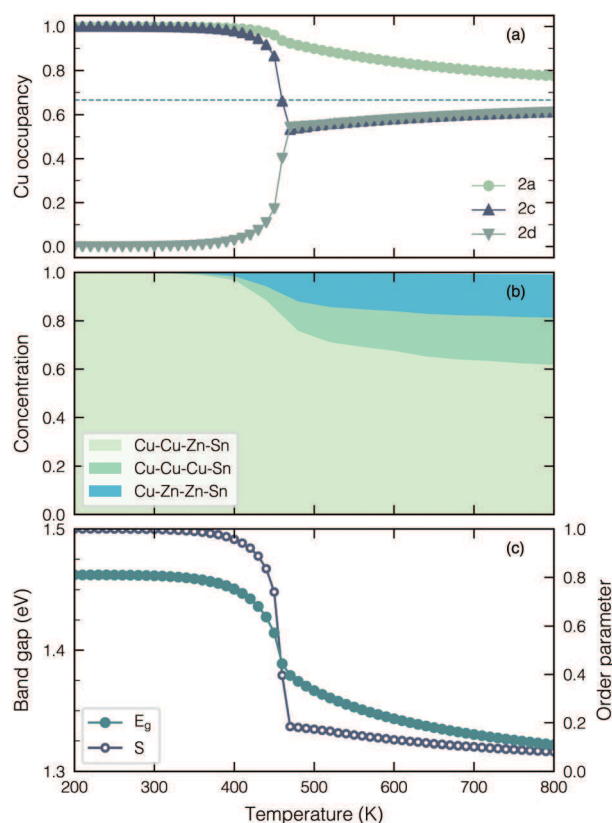 1.0
(a)
0.8
0.6
0.4
0.2
0.0
Cu occupancy
2a
2c
2d
1.0
(b)
0.8
0.6
0.4
0.2
0.0
Concentration
Cu-Cu-Zn-Sn
Cu-Cu-Cu-Sn
Cu-Zn-Zn-Sn
1.5
1.4
1.3
Band gap (eV)
(c)
1.0
0.8
0.6
0.4
0.2
0.0
Order parameter
Eg
S
200 300 400 500 600 700 800
Temperature (K)